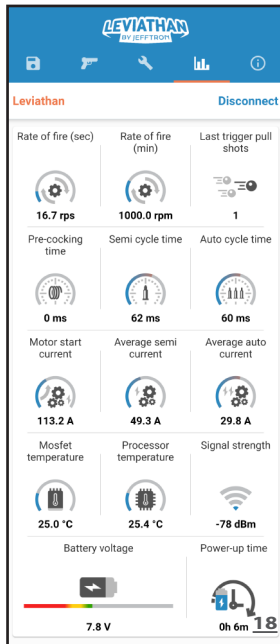 LEVIATHAN
BY JEFFTRON
Leviathan Disconnect
Rate of fire (sec) Rate of fire (min) Last trigger pull shots
16.7 rps 1000.0 rpm 1
Pre-cocking time Semi cycle time Auto cycle time
0 ms 62 ms 60 ms
Motor start current Average semi current Average auto current
113.2 A 49.3 A 29.8 A
Mosfet temperature Processor temperature Signal strength
25.0 °C 25.4 °C -78 dBm
Battery voltage Power-up time
7.8 V 0h 6m
18